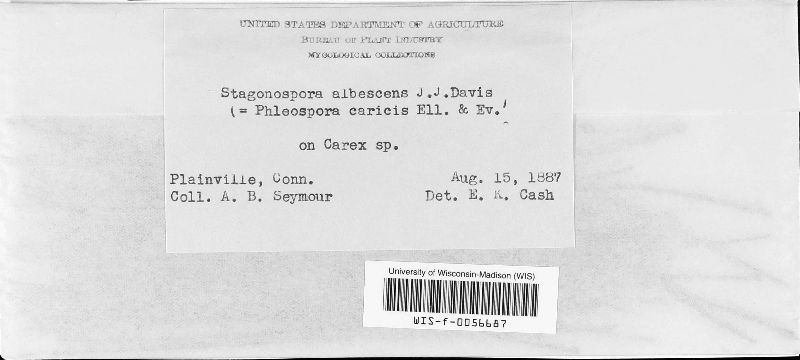 UNITED STATES DEPARTMENT OF AGRICULTURE
BUREAU OF PLANT INDUSTRY
MYCOLOGICAL COLLECTIONS
Stagonospora albescens J.J.Davis
(= Phleospora caricis Ell. & Ev.)
on Carex sp.
Plainville, Conn. Aug. 15, 1887
Coll. A. B. Seymour Det. E. K. Cash
University of Wisconsin-Madison (WIS)
WIS-f-0056687